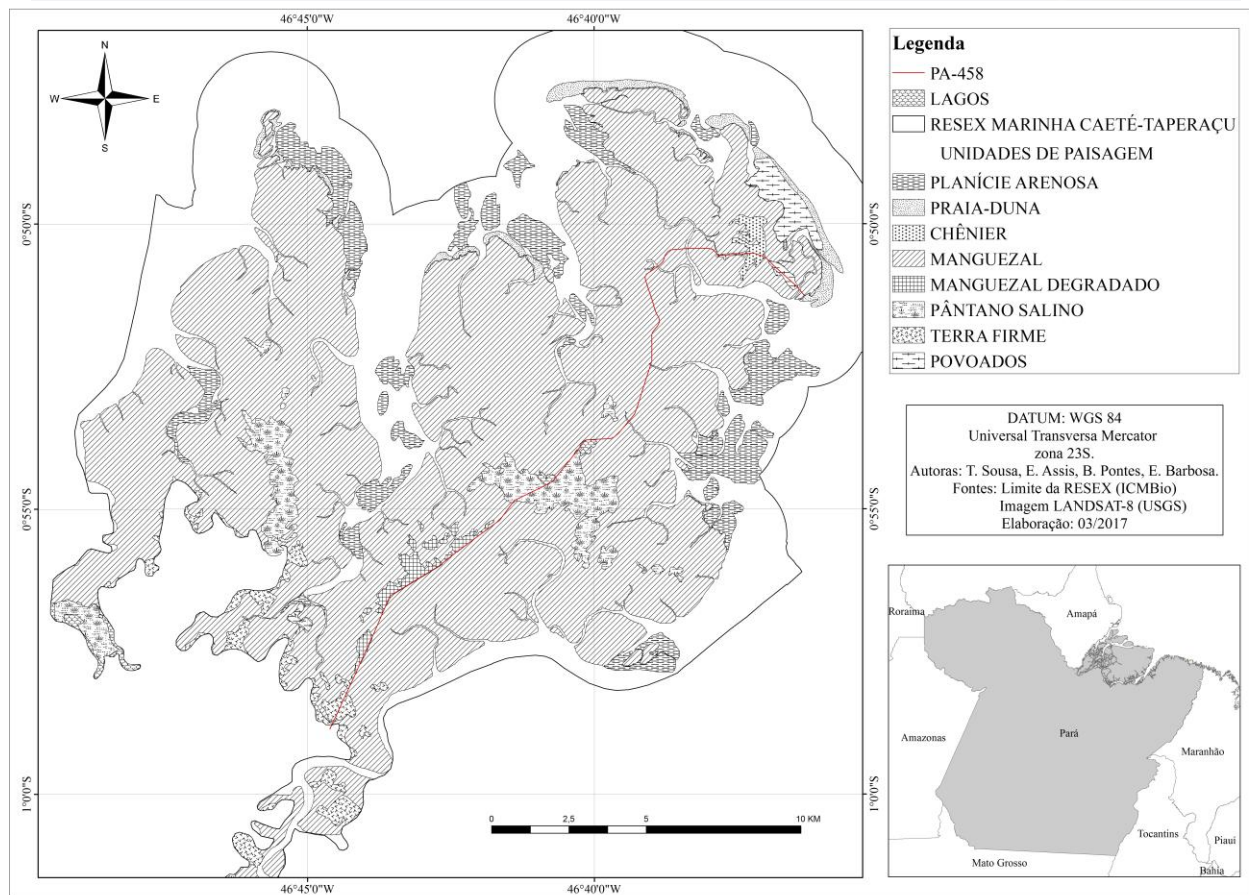 46°45'0"W
46°40'0"W
N
W
E
S
0°50'0"S
0°50'0"S
0°55'0"S
0°55'0"S
1°0'0"S
1°0'0"S
0
2,5
5
10 KM
46°45'0"W
46°40'0"W
Legenda
PA-458
LAGOS
RESEX MARINHA CAETÉ-TAPERAÇU
UNIDADES DE PAISAGEM
PLANÍCIE ARENOSA
PRAIA-DUNA
CHÊNIER
MANGUEZAL
MANGUEZAL DEGRADADO
PÂNTANO SALINO
TERRA FIRME
POVOADOS
DATUM: WGS 84
Universal Transversa Mercator
zona 23S.
Autoras: T. Sousa, E. Assis, B. Pontes, E. Barbosa.
Fontes: Limite da RESEX (ICMBio)
Imagem LANDSAT-8 (USGS)
Elaboração: 03/2017
Roraima
Amapá
Amazonas
Pará
Maranhão
Tocantins
Piaui
Mato Grosso
Bahia